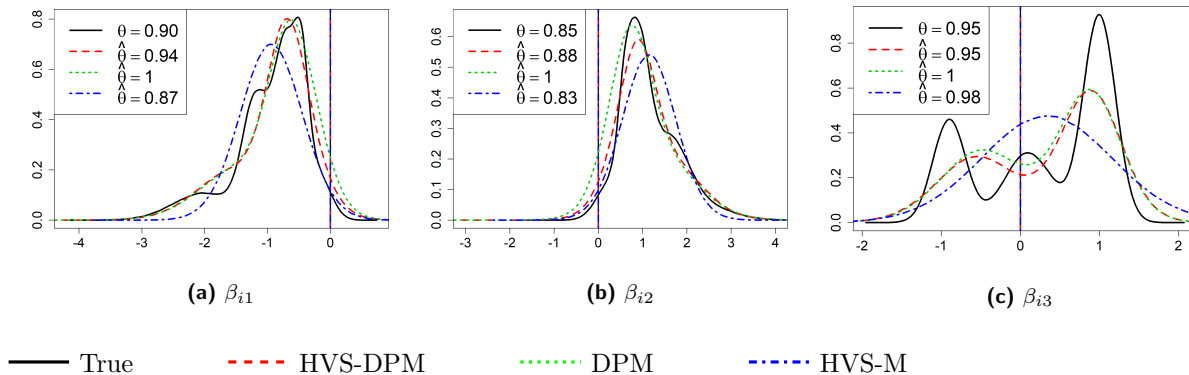 θ = 0.90
θ̂ = 0.94
θ̂ = 1
θ̂ = 0.87
0.0 0.2 0.4 0.6 0.8
-4 -3 -2 -1 0
(a) βi1
θ = 0.85
θ̂ = 0.88
θ̂ = 1
θ̂ = 0.83
0.0 0.1 0.2 0.3 0.4 0.5 0.6
-3 -2 -1 0 1 2 3 4
(b) βi2
θ = 0.95
θ̂ = 0.95
θ̂ = 1
θ̂ = 0.98
0.0 0.2 0.4 0.6 0.8
-2 -1 0 1 2
(c) βi3
True HVS-DPM DPM HVS-M